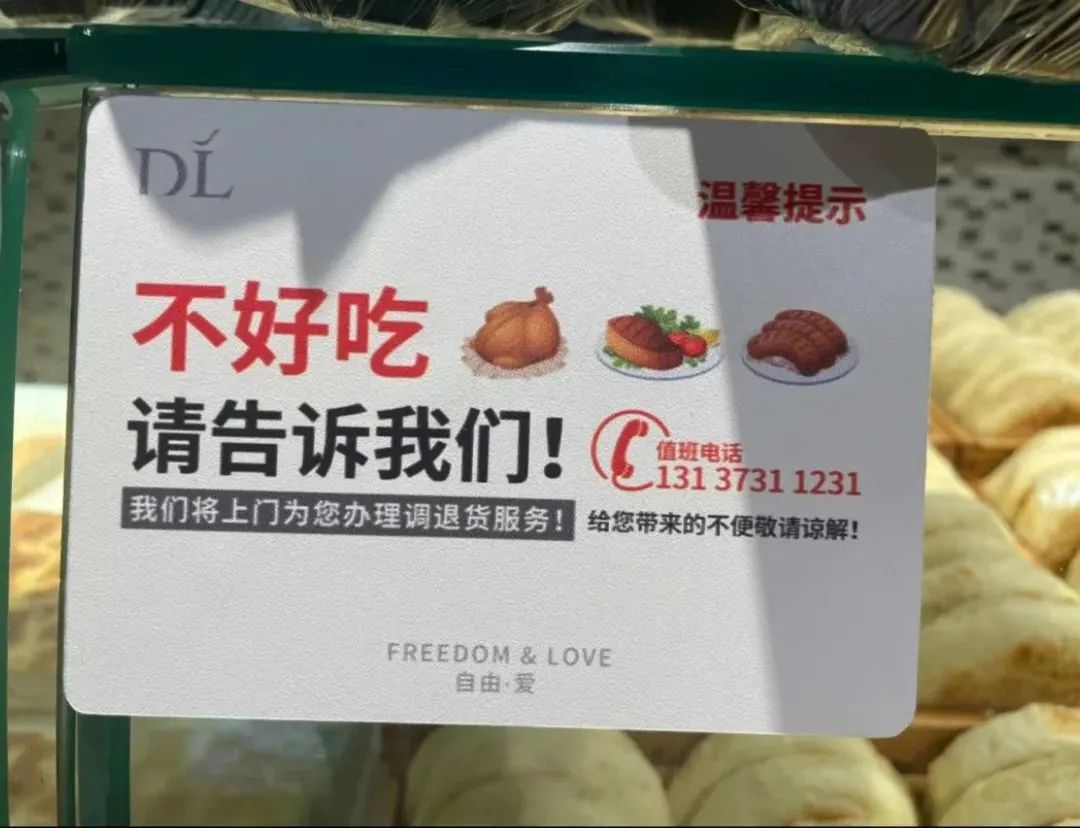 DL
温馨提示
不好吃
请告诉我们!
值班电话
131 3731 1231
我们将上门为您办理调退货服务!
给您带来的不便敬请谅解!
FREEDOM & LOVE
自由·爱